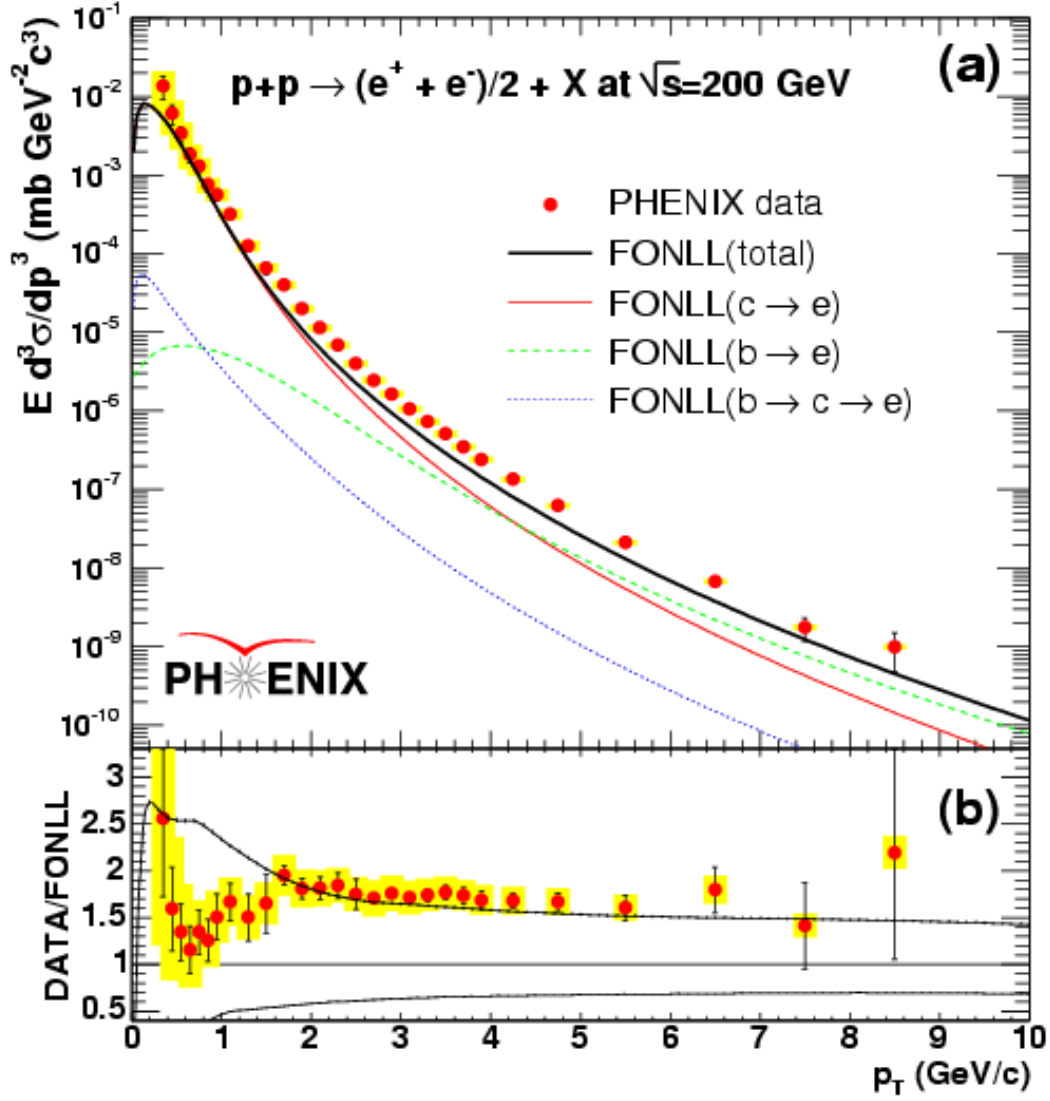 (a)
p+p → (e⁺ + e⁻)/2 + X at √s=200 GeV
E d³σ/dp³ (mb GeV⁻²c³)
10⁻¹
10⁻²
10⁻³
10⁻⁴
10⁻⁵
10⁻⁶
10⁻⁷
10⁻⁸
10⁻⁹
10⁻¹⁰
PHENIX data
FONLL(total)
FONLL(c → e)
FONLL(b → e)
FONLL(b → c → e)
PHENIX
(b)
DATA/FONLL
3
2.5
2
1.5
1
0.5
0 1 2 3 4 5 6 7 8 9 10
p_T (GeV/c)